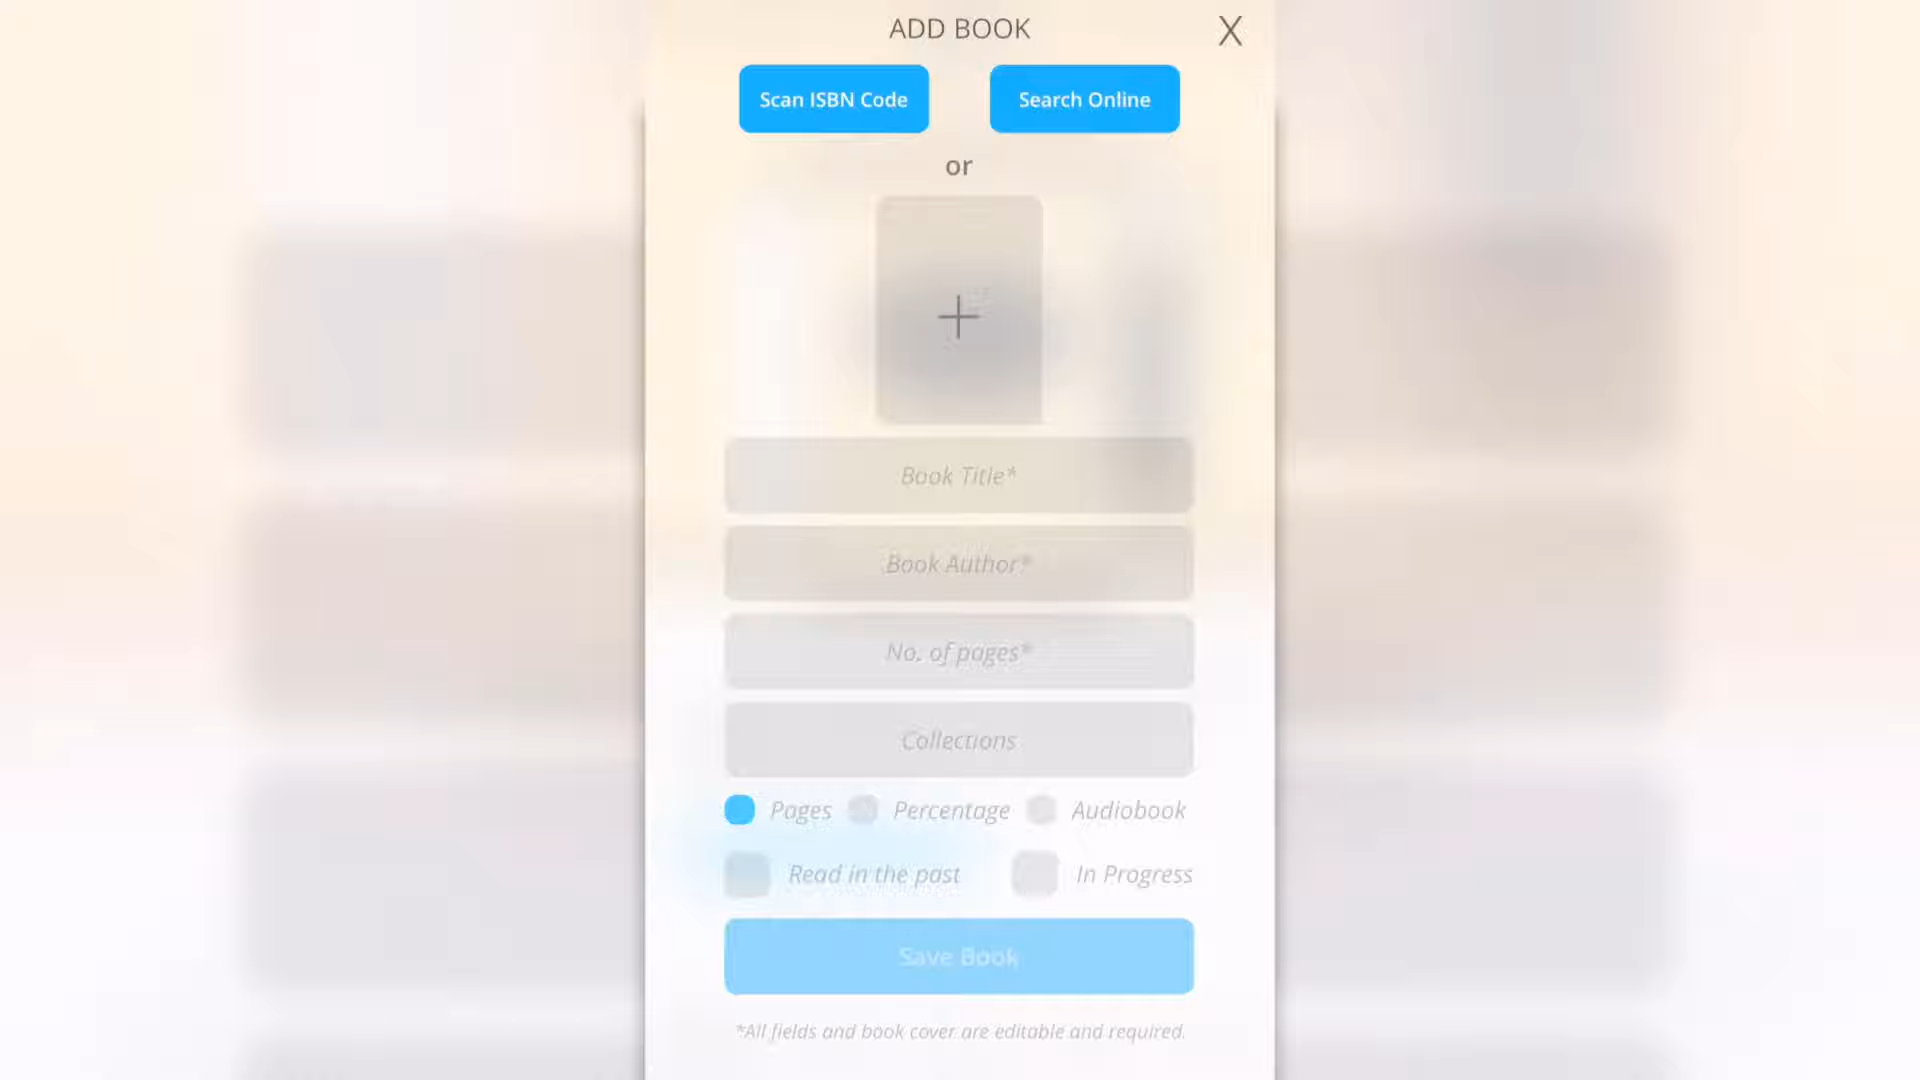 ADD BOOK X
Scan ISBN Code Search Online
or
Book Title*
Book Author*
No. of pages*
Collections
Pages Percentage Audiobook
Read in the past In Progress
Save Book
*All fields and book cover are editable and required.